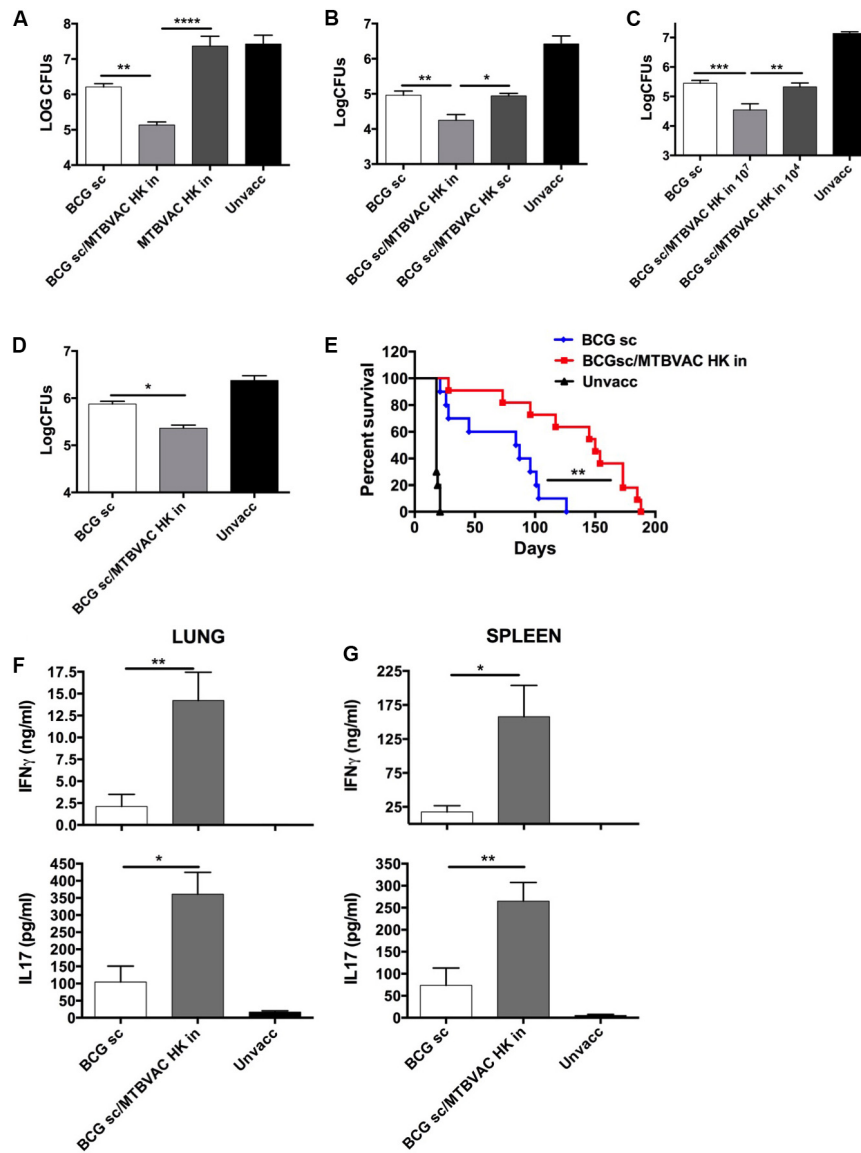 A
LOG CFUs
8
7
6
5
4
**
****
BCG sc
BCG sc/MTBVAC HK in
MTBVAC HK in
Unvacc
B
LogCFUs
7
6
5
4
3
**
*
BCG sc
BCG sc/MTBVAC HK in
BCG sc/MTBVAC HK sc
Unvacc
C
LogCFUs
7
6
5
4
3
***
**
BCG sc
BCG sc/MTBVAC HK in 10⁷
BCG sc/MTBVAC HK in 10⁴
Unvacc
D
LogCFUs
7
6
5
4
*
BCG sc
BCG sc/MTBVAC HK in
Unvacc
E
BCG sc
BCGsc/MTBVAC HK in
Unvacc
Percent survival
120
100
80
60
40
20
0
**
0 50 100 150 200
Days
LUNG
F
IFNγ (ng/ml)
17.5
15.0
12.5
10.0
7.5
5.0
2.5
0.0
**
IL17 (pg/ml)
450
400
350
300
250
200
150
100
50
0
*
BCG sc
BCG sc/MTBVAC HK in
Unvacc
SPLEEN
G
IFNγ (ng/ml)
225
175
125
75
25
*
IL17 (pg/ml)
350
300
250
200
150
100
50
0
**
BCG sc
BCG sc/MTBVAC HK in
Unvacc